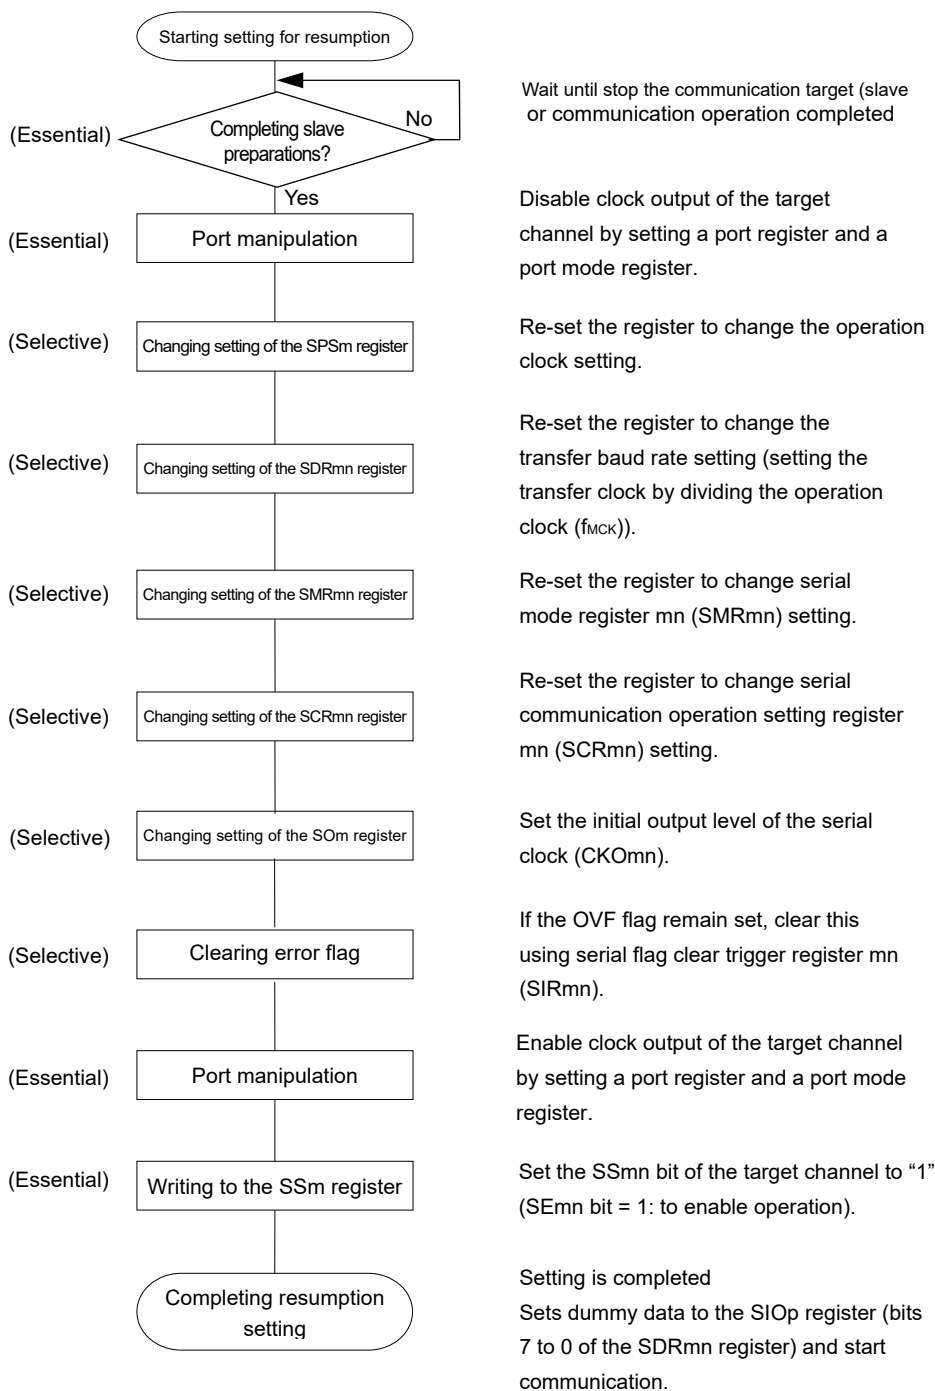 Starting setting for resumption
(Essential)
Completing slave
preparations?
No
Yes
Wait until stop the communication target (slave
or communication operation completed
(Essential)
Port manipulation
Disable clock output of the target
channel by setting a port register and a
port mode register.
(Selective)
Changing setting of the SPSm register
Re-set the register to change the operation
clock setting.
(Selective)
Changing setting of the SDRmn register
Re-set the register to change the
transfer baud rate setting (setting the
transfer clock by dividing the operation
clock (fMCK)).
(Selective)
Changing setting of the SMRmn register
Re-set the register to change serial
mode register mn (SMRmn) setting.
(Selective)
Changing setting of the SCRmn register
Re-set the register to change serial
communication operation setting register
mn (SCRmn) setting.
(Selective)
Changing setting of the SOm register
Set the initial output level of the serial
clock (CKOmn).
(Selective)
Clearing error flag
If the OVF flag remain set, clear this
using serial flag clear trigger register mn
(SIRmn).
(Essential)
Port manipulation
Enable clock output of the target channel
by setting a port register and a port mode
register.
(Essential)
Writing to the SSm register
Set the SSmn bit of the target channel to “1”
(SEmn bit = 1: to enable operation).
Completing resumption
setting
Setting is completed
Sets dummy data to the SIOp register (bits
7 to 0 of the SDRmn register) and start
communication.